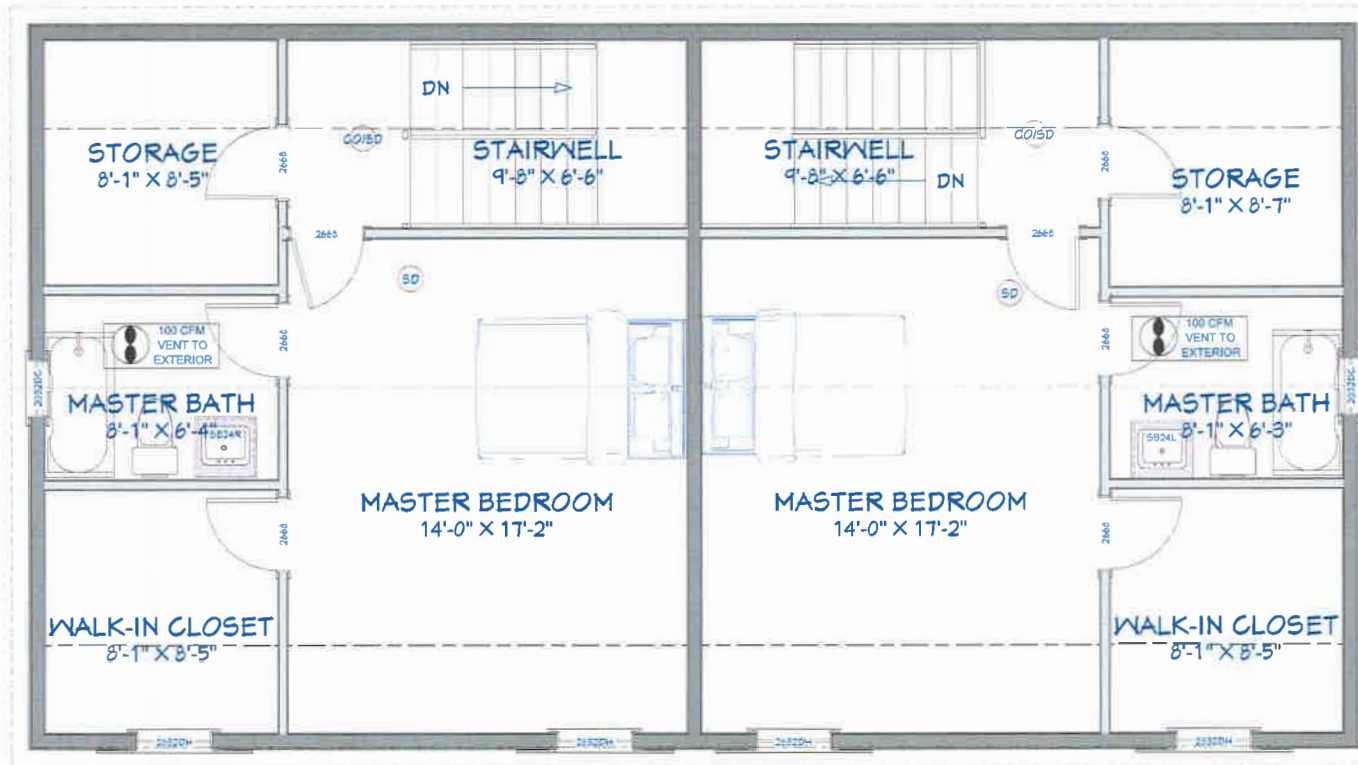 DN
CO/SD
CO/SD
STORAGE
8'-1" X 8'-5"
2668
STAIRWELL
9'-8" X 6'-6"
STAIRWELL
9'-8" X 6'-6"
DN
2668
STORAGE
8'-1" X 8'-7"
2668
2668
SD
SD
100 CFM
VENT TO
EXTERIOR
2668
2668
100 CFM
VENT TO
EXTERIOR
2032DC
MASTER BATH
8'-1" X 6'-4"
SB24R
MASTER BATH
8'-1" X 6'-3"
SB24L
2032DC
MASTER BEDROOM
14'-0" X 17'-2"
MASTER BEDROOM
14'-0" X 17'-2"
2668
2668
WALK-IN CLOSET
8'-1" X 8'-5"
WALK-IN CLOSET
8'-1" X 8'-5"